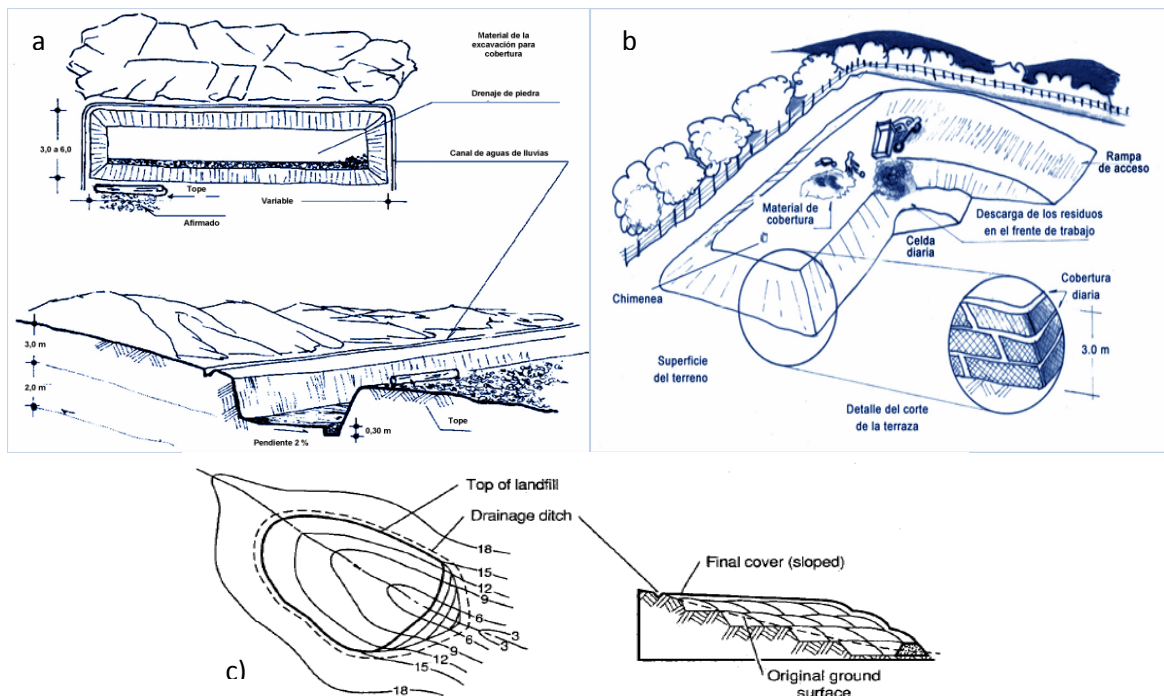 a
Material de la
excavación para
cobertura
Drenaje de piedra
3,0 a 6,0
Canal de aguas de lluvias
Tope
Variable
Afirmado
3,0 m
2,0 m
0,30 m
Tope
Pendiente 2 %
b
Rampa
de acceso
Material de
cobertura
Descarga de los residuos
en el frente de trabajo
Celda
diaria
Chimenea
Cobertura
diaria
3.0 m
Superficie
del terreno
Detalle del corte
de la terraza
c)
Top of landfill
Drainage ditch
18
15
12
9
6
3
3
6
9
12
15
18
Final cover (sloped)
Original ground
surface